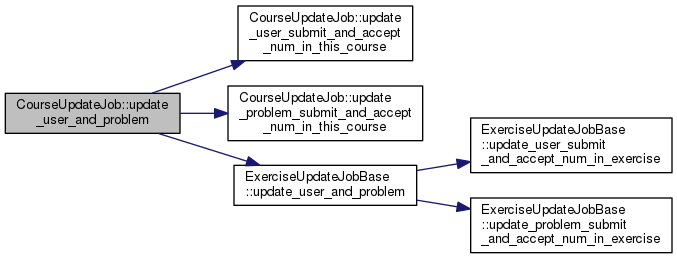 CourseUpdateJob::update
_user_and_problem
CourseUpdateJob::update
_user_submit_and_accept
_num_in_this_course
CourseUpdateJob::update
_problem_submit_and_accept
_num_in_this_course
ExerciseUpdateJobBase
::update_user_and_problem
ExerciseUpdateJobBase
::update_user_submit
_and_accept_num_in_exercise
ExerciseUpdateJobBase
::update_problem_submit
_and_accept_num_in_exercise